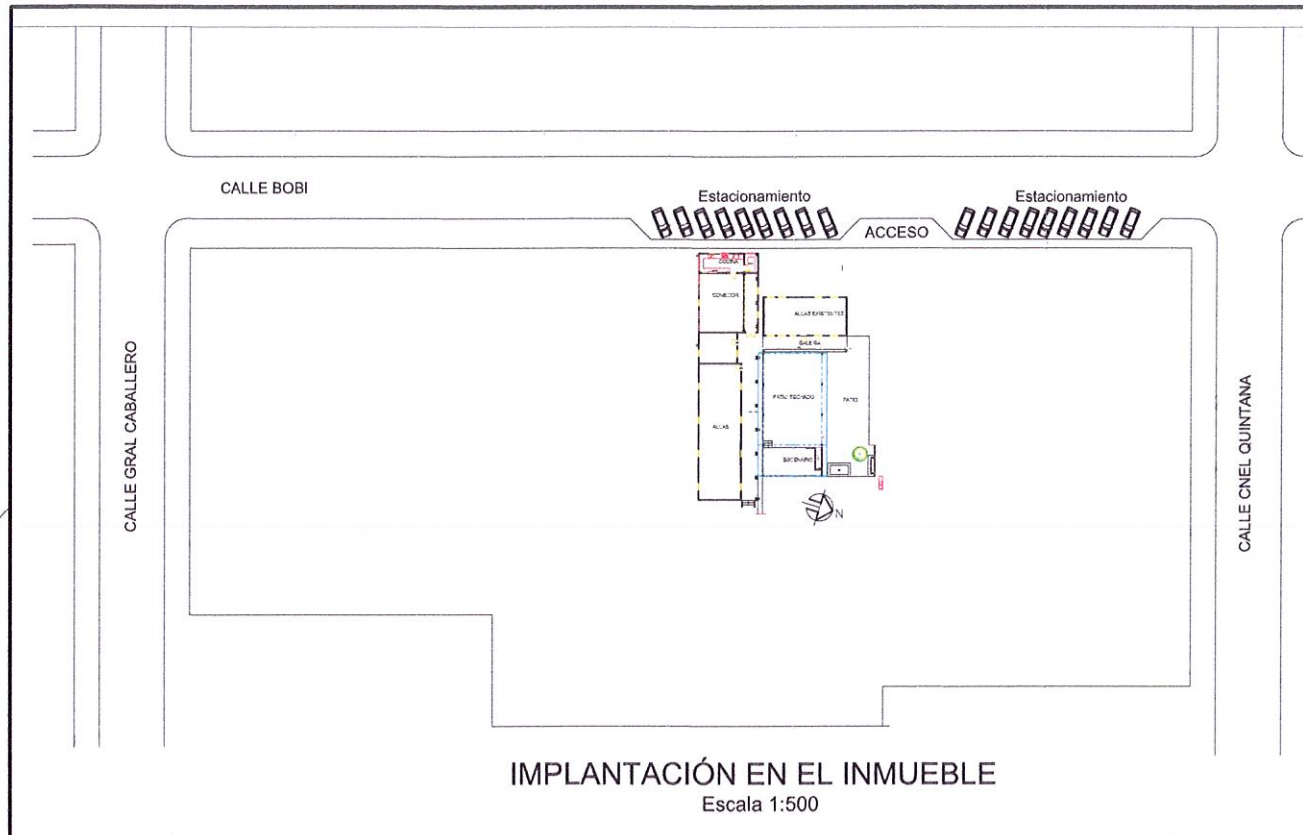 CALLE BOBI
Estacionamiento
Estacionamiento
ACCESO
COCINA
COMEDOR
AULAS EXISTENTES
GALERIA
CALLE GRAL CABALLERO
PATIO TECHADO
PATIO
AULAS
ESCENARIO
CALLE CNEL QUINTANA
N
IMPLANTACIÓN EN EL INMUEBLE
Escala 1:500